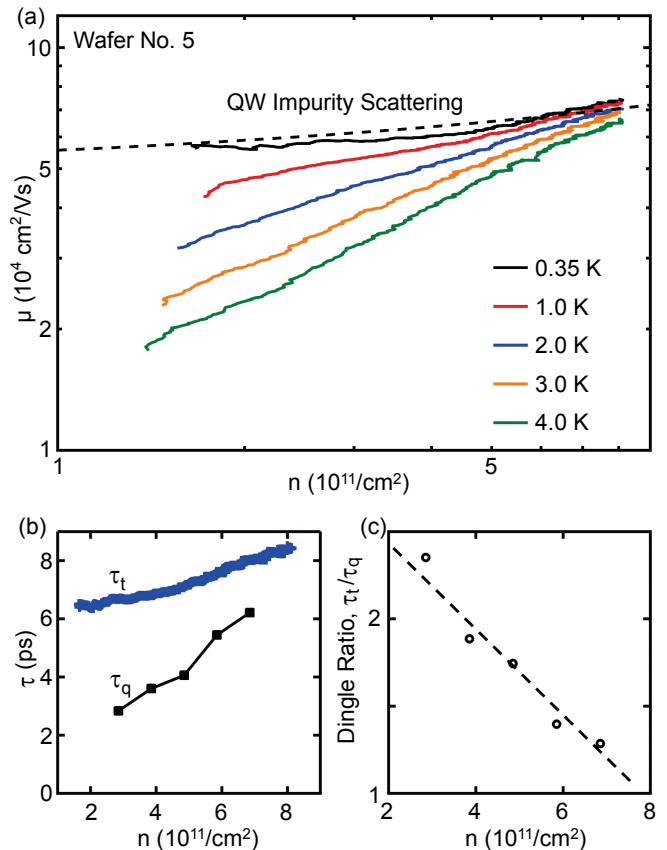 (a)
Wafer No. 5
QW Impurity Scattering
0.35 K
1.0 K
2.0 K
3.0 K
4.0 K
10
5
2
1
μ (10⁴ cm²/Vs)
1
5
n (10¹¹/cm²)
(b)
8
6
4
2
0
τ (ps)
τt
τq
2
4
6
8
n (10¹¹/cm²)
(c)
2
1
Dingle Ratio, τt/τq
2
4
6
8
n (10¹¹/cm²)